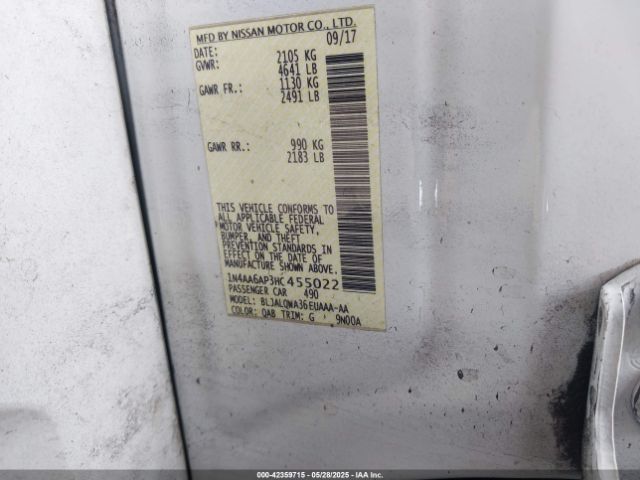 MFD BY NISSAN MOTOR CO., LTD.
DATE: 09/17
GVWR: 2105 KG
4641 LB
GAWR FR.: 1130 KG
2491 LB
GAWR RR.: 990 KG
2183 LB
THIS VEHICLE CONFORMS TO
ALL APPLICABLE FEDERAL
MOTOR VEHICLE SAFETY,
BUMPER, AND THEFT
PREVENTION STANDARDS IN
EFFECT ON THE DATE OF
MANUFACTURE SHOWN ABOVE.
1N4AA6AP3HC455022
PASSENGER CAR 490
MODEL: BLJALQWA36EUAAA-AA
COLOR: QAB TRIM: G 9N00A
000-42359715 - 05/28/2025 - IAAI.COM